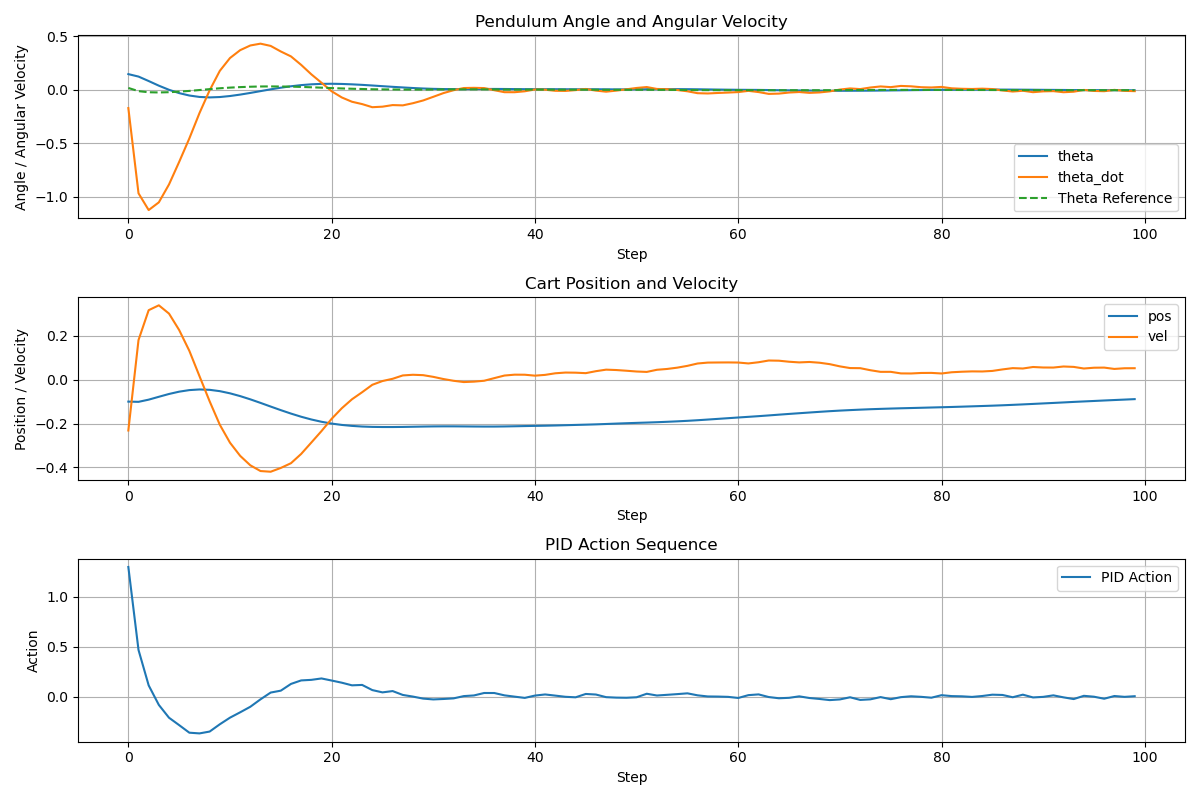 Pendulum Angle and Angular Velocity
Angle / Angular Velocity
0.5
0.0
−0.5
−1.0
theta
theta_dot
Theta Reference
0 20 40 60 80 100
Step
Cart Position and Velocity
Position / Velocity
0.2
0.0
−0.2
−0.4
pos
vel
0 20 40 60 80 100
Step
PID Action Sequence
Action
1.0
0.5
0.0
PID Action
0 20 40 60 80 100
Step